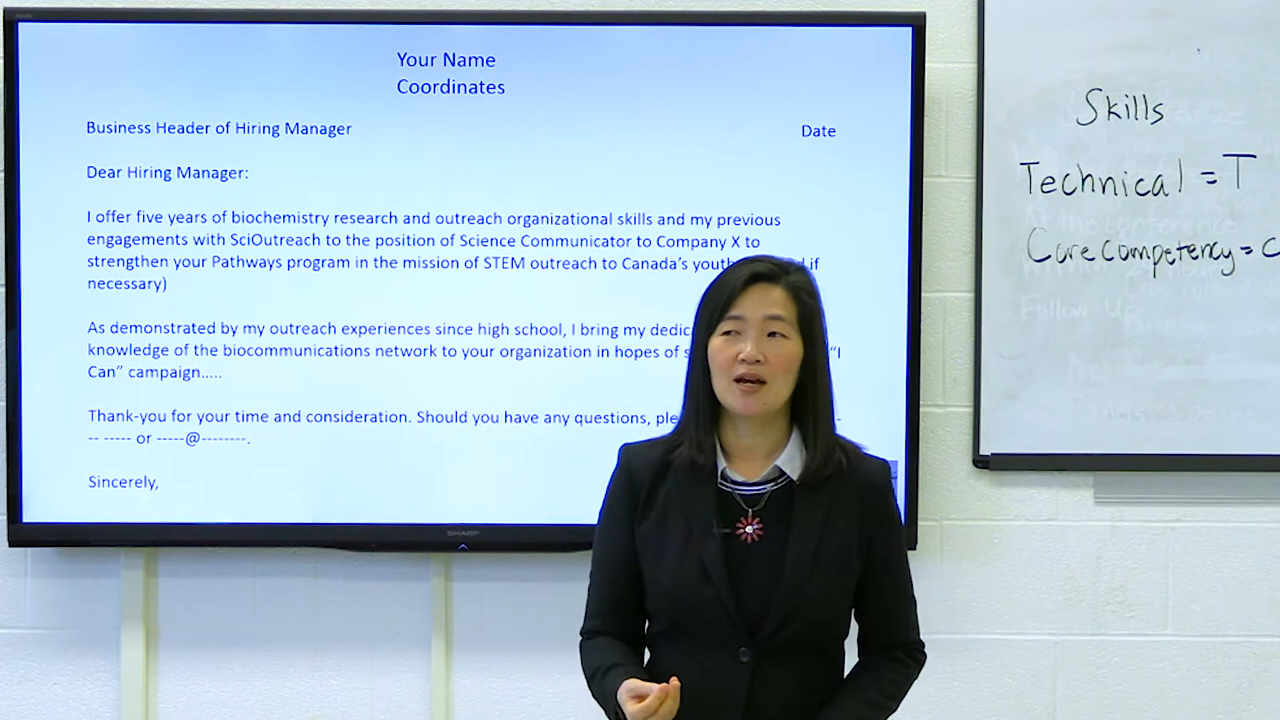 Your Name
Coordinates
Business Header of Hiring Manager
Date
Dear Hiring Manager:
I offer five years of biochemistry research and outreach organizational skills and my previous
engagements with SciOutreach to the position of Science Communicator to Company X to
strengthen your Pathways program in the mission of STEM outreach to Canada's if
necessary)
As demonstrated by my outreach experiences since high school, I bring my
knowledge of the biocommunications network to your organization in hopes of "I
Can" campaign.....
Thank-you for your time and consideration. Should you have any questions, -
-- ----- or -----@--------.
Sincerely,
SHARP
Skills
Technical = T
Core competency = C
Follow Up